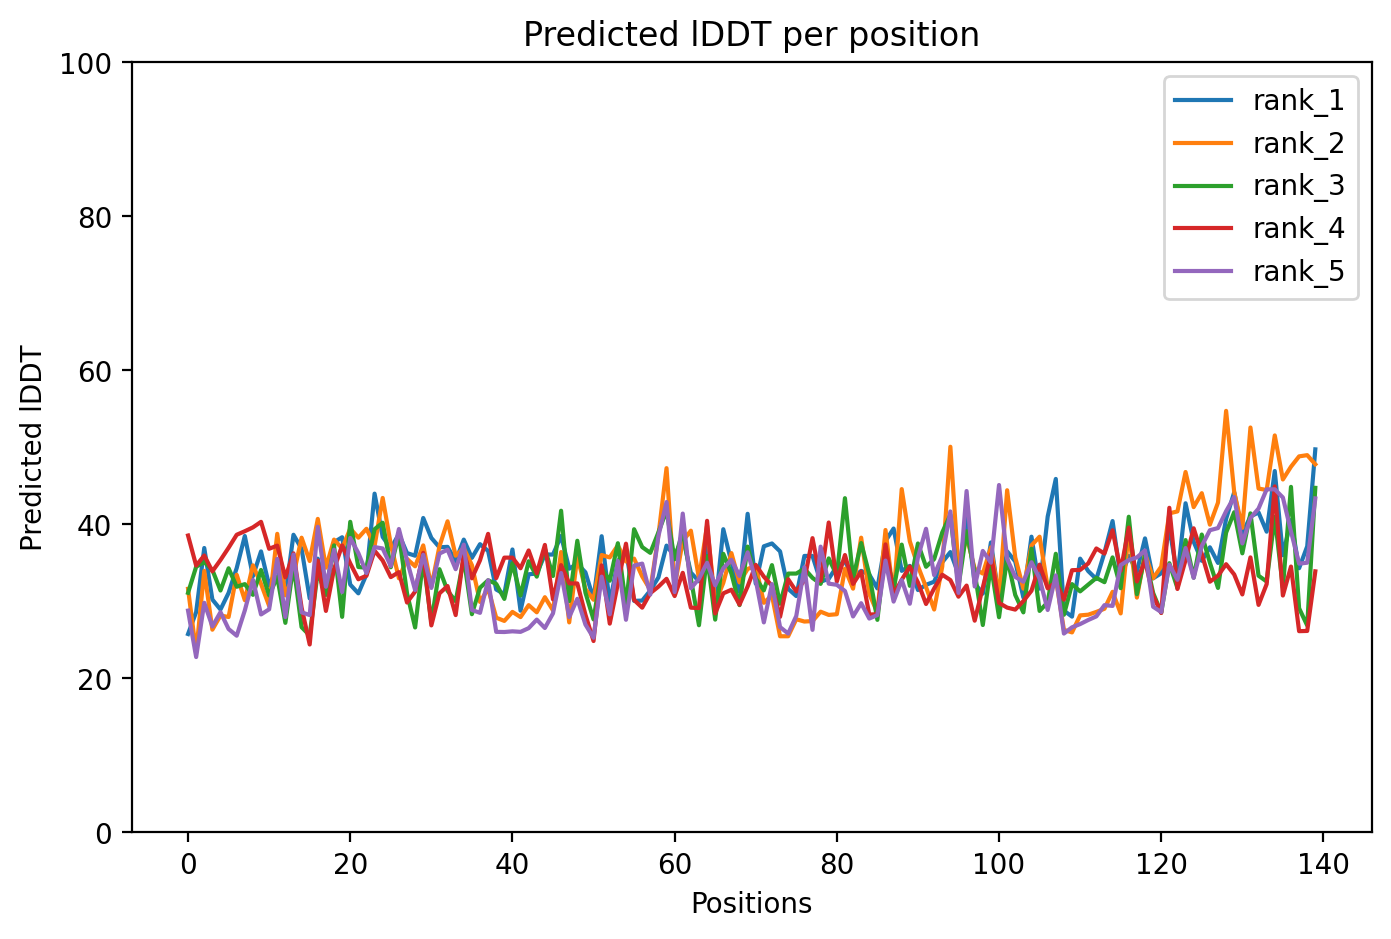 Predicted lDDT per position
100
80
60
40
20
0
Predicted lDDT
rank_1
rank_2
rank_3
rank_4
rank_5
0 20 40 60 80 100 120 140
Positions